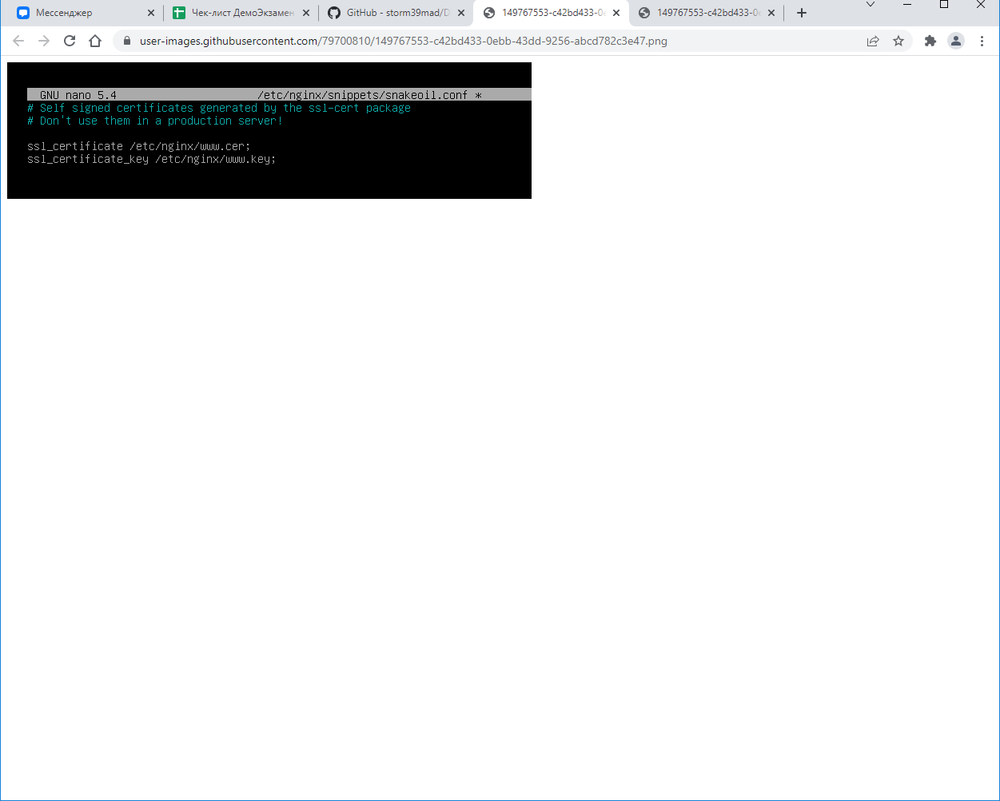 Мессенджер
Чек-лист ДемоЭкзамен
GitHub - storm39mad/D
149767553-c42bd433-0e
149767553-c42bd433-0e
user-images.githubusercontent.com/79700810/149767553-c42bd433-0ebb-43dd-9256-abcd782c3e47.png
GNU nano 5.4 /etc/nginx/snippets/snakeoil.conf *
# Self signed certificates generated by the ssl-cert package
# Don't use them in a production server!
ssl_certificate /etc/nginx/www.cer;
ssl_certificate_key /etc/nginx/www.key;